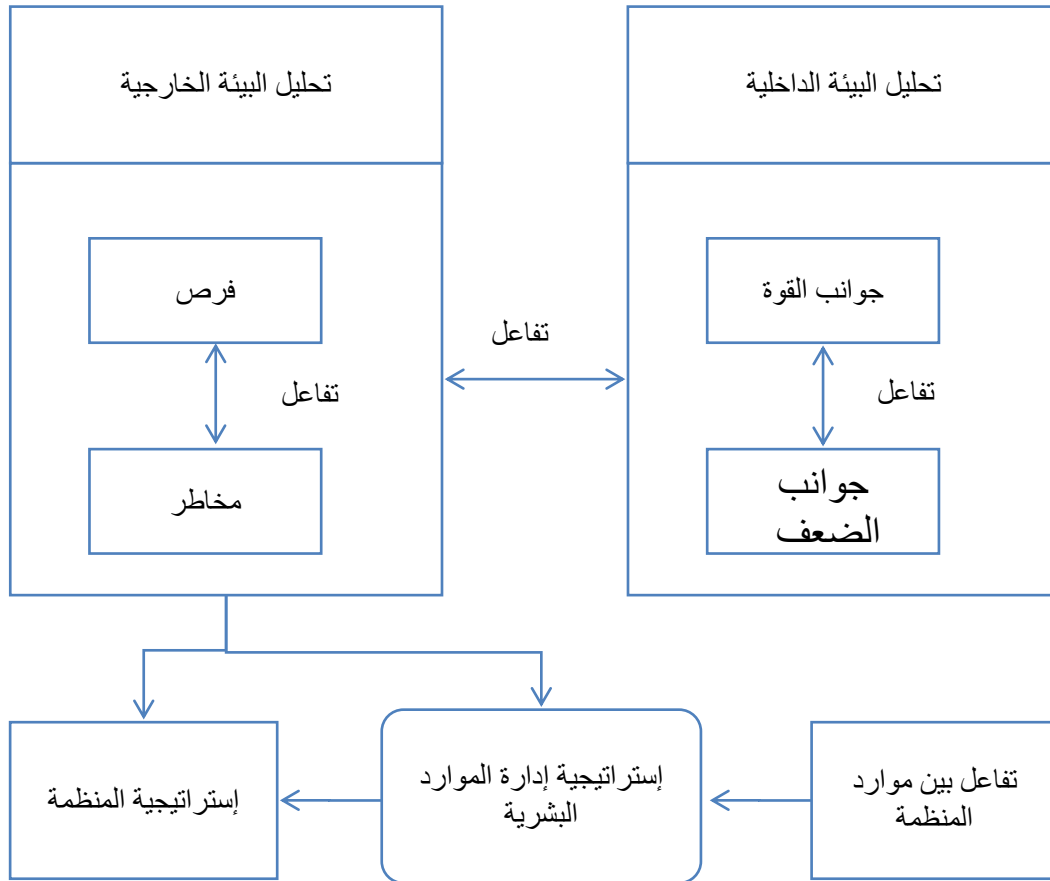 تحليل البيئة الداخلية
تحليل البيئة الخارجية
جوانب القوة
فرص
تفاعل
تفاعل
تفاعل
جوانب
الضعف
مخاطر
تفاعل بين موارد
المنظمة
إستراتيجية إدارة الموارد
البشرية
إستراتيجية المنظمة